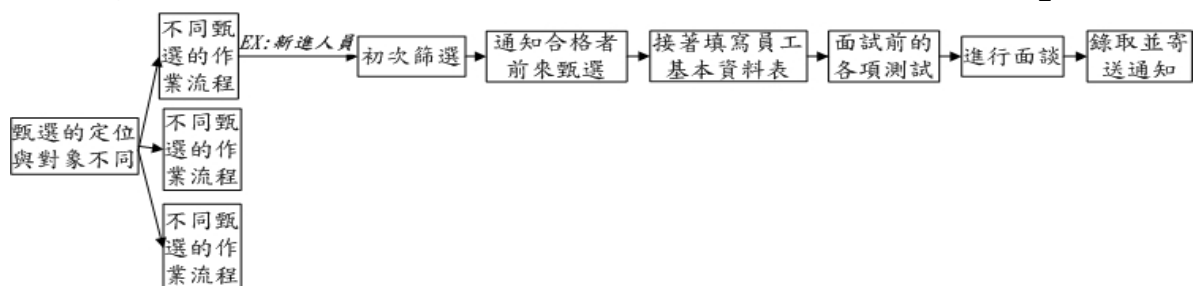 甄選的定位
與對象不同
不同甄
選的作
業流程
EX:新進人員
初次篩選
通知合格者
前來甄選
接著填寫員工
基本資料表
面試前的
各項測試
進行面談
錄取並寄
送通知
不同甄
選的作
業流程
不同甄
選的作
業流程